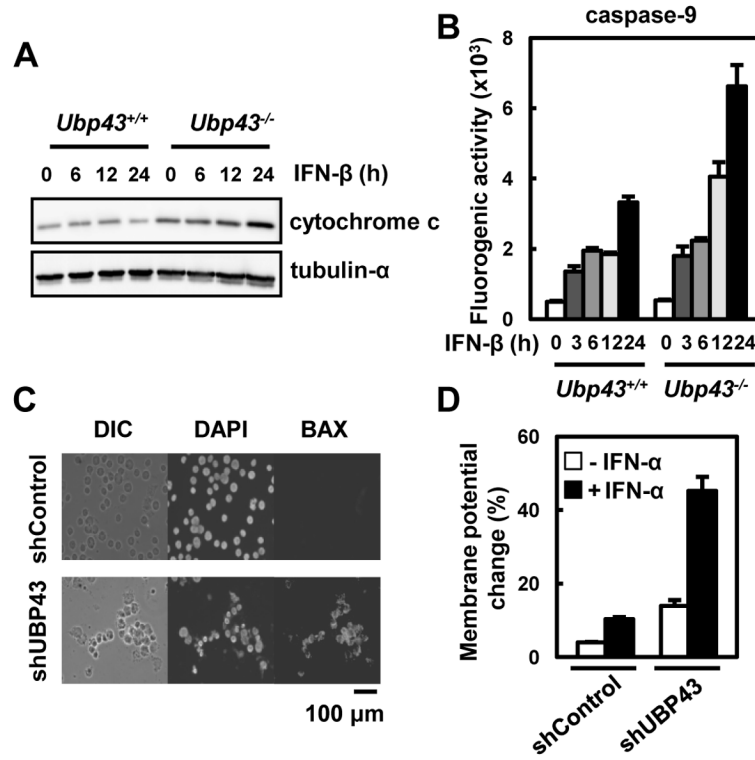 A
Ubp43+/+ Ubp43-/-
0 6 12 24 0 6 12 24 IFN-β (h)
cytochrome c
tubulin-α
B
caspase-9
Fluorogenic activity (x10³)
8
6
4
2
0
IFN-β (h) 0 3 6 12 24 0 3 6 12 24
Ubp43+/+ Ubp43-/-
C
DIC DAPI BAX
shControl
shUBP43
100 µm
D
Membrane potential
change (%)
60
40
20
0
- IFN-α
+ IFN-α
shControl shUBP43